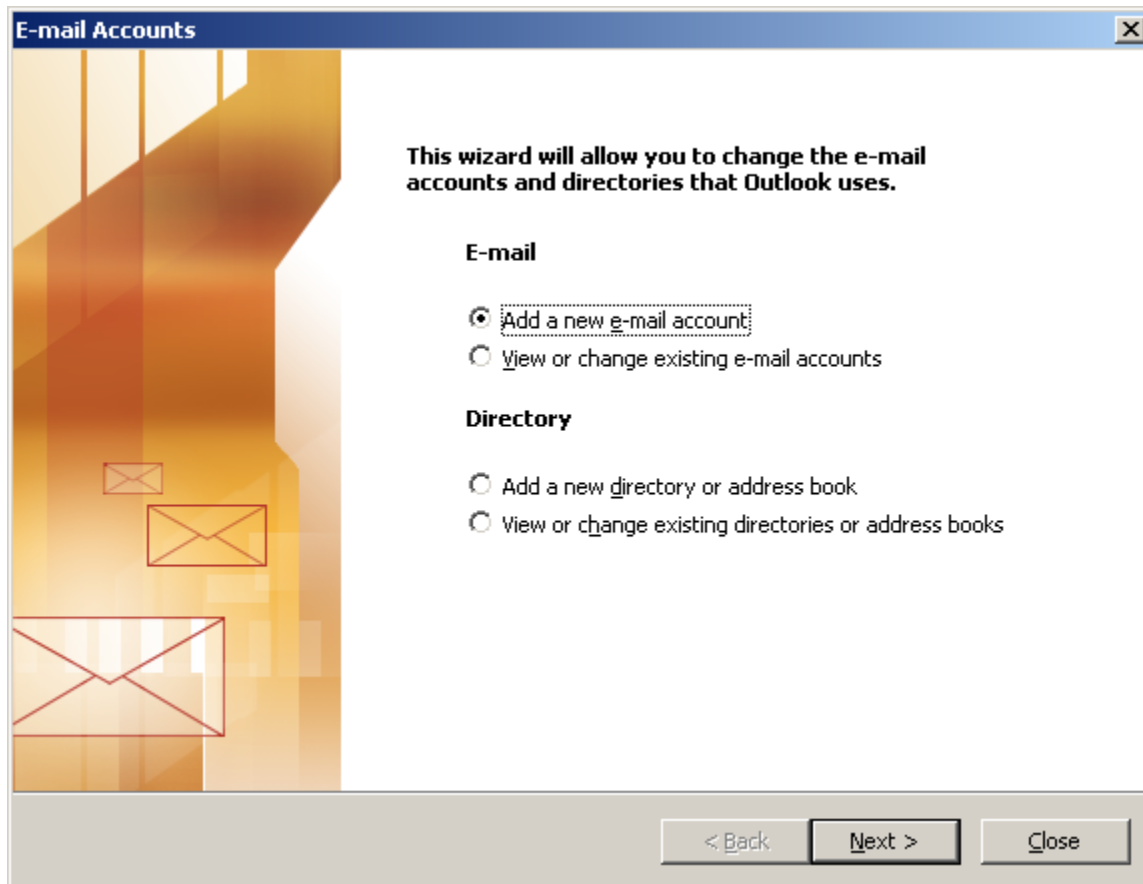 E-mail Accounts
This wizard will allow you to change the e-mail
accounts and directories that Outlook uses.
E-mail
Add a new e-mail account
View or change existing e-mail accounts
Directory
Add a new directory or address book
View or change existing directories or address books
< Back
Next >
Close